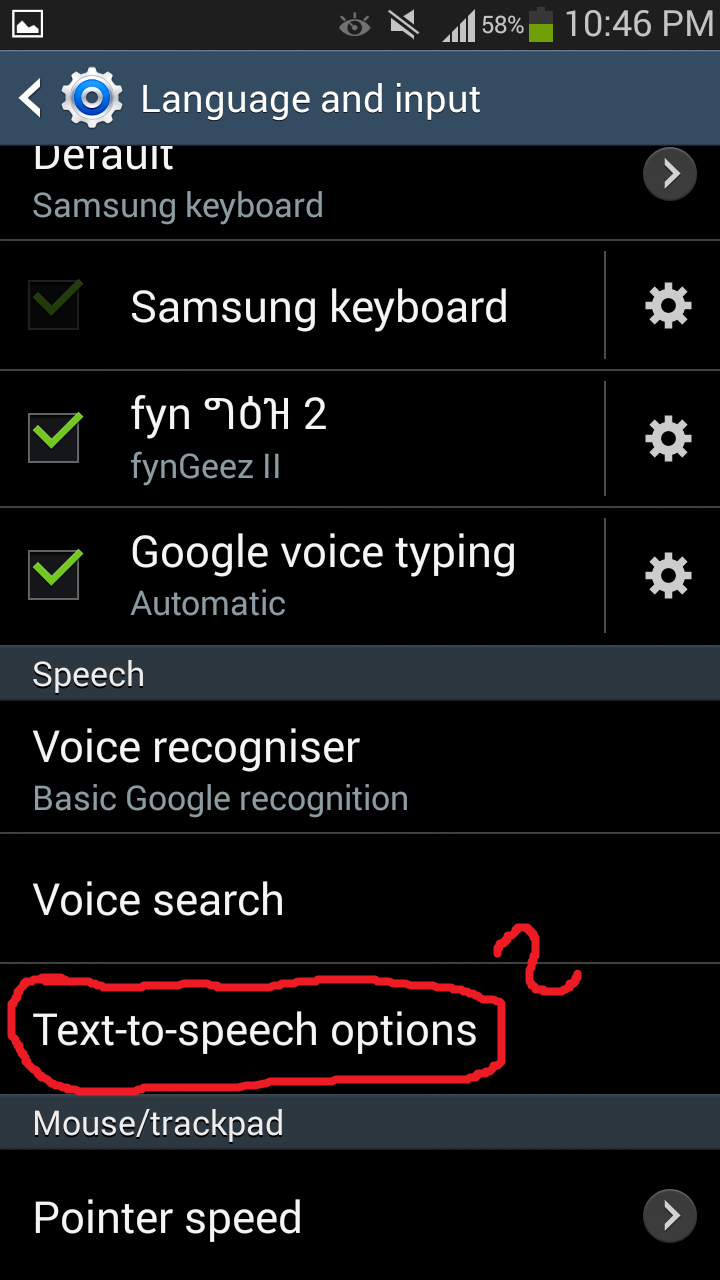 58% 10:46 PM
Language and input
Default
Samsung keyboard
Samsung keyboard
fyn ግዕዝ 2
fynGeez II
Google voice typing
Automatic
Speech
Voice recogniser
Basic Google recognition
Voice search
2
Text-to-speech options
Mouse/trackpad
Pointer speed